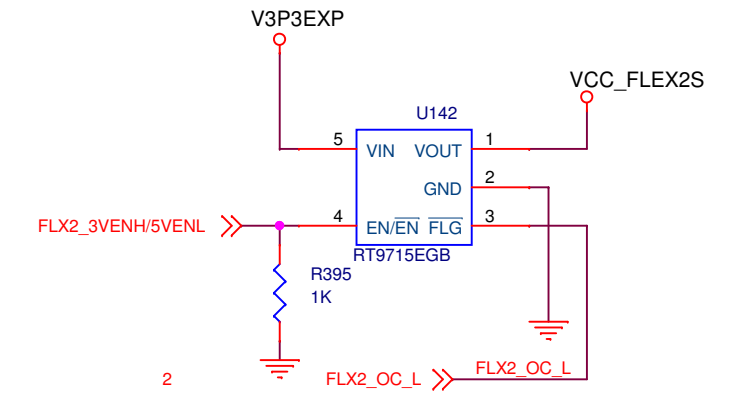 V3P3EXP
VCC_FLEX2S
U142
5
VIN
VOUT
1
GND
2
FLX2_3VENH/5VENL
4
EN/EN
FLG
3
RT9715EGB
R395
1K
2
FLX2_OC_L
FLX2_OC_L